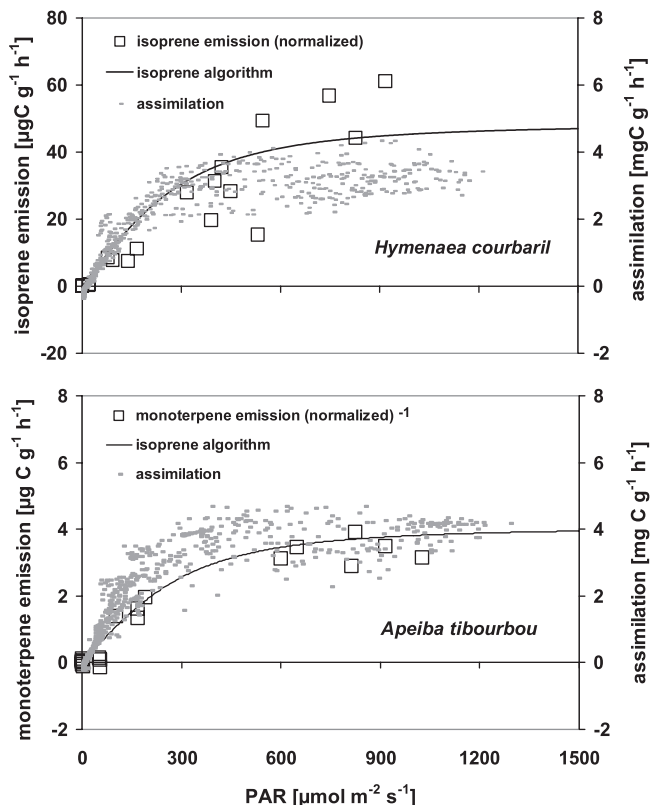 80
60
40
20
0
-20
isoprene emission [µgC g-1 h-1]
isoprene emission (normalized)
isoprene algorithm
assimilation
Hymenaea courbaril
8
6
4
2
0
-2
assimilation [mgC g-1 h-1]
8
6
4
2
0
-2
monoterpene emission [µg C g-1 h-1]
monoterpene emission (normalized) -1
isoprene algorithm
assimilation
Apeiba tibourbou
8
6
4
2
0
-2
assimilation [mg C g-1 h-1]
0 300 600 900 1200 1500
PAR [µmol m-2 s-1]